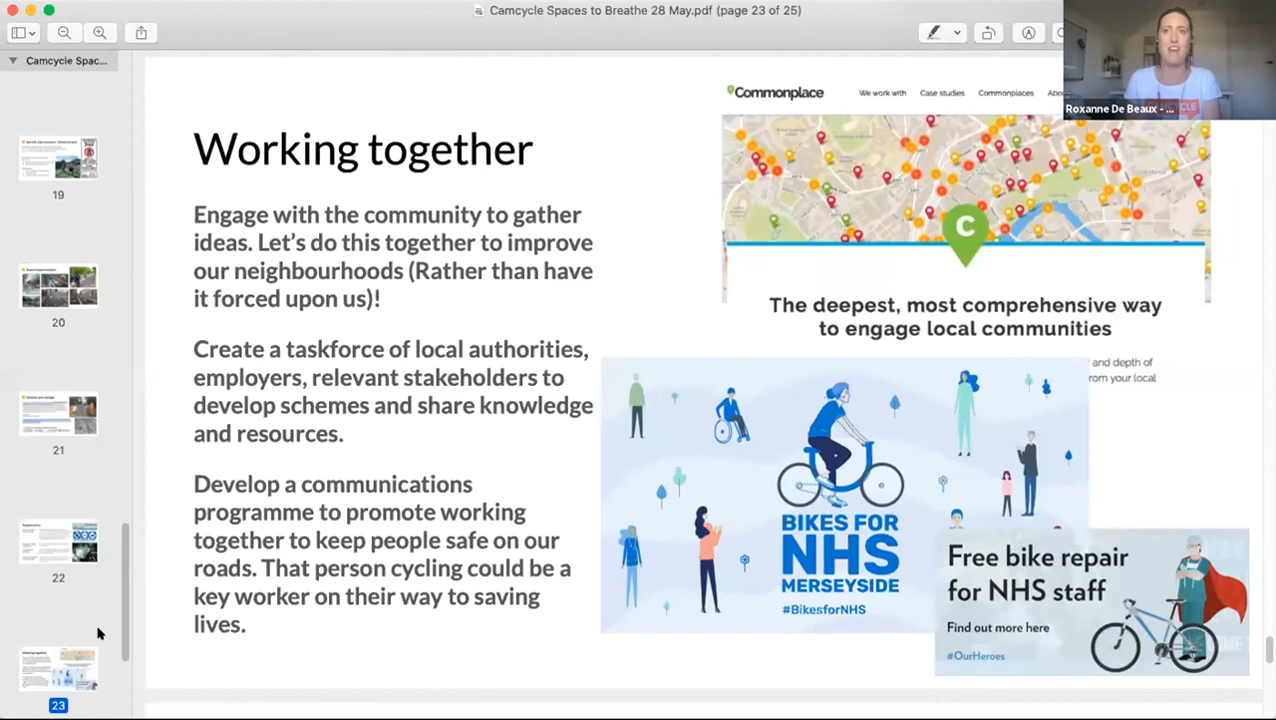 Camcycle Spaces to Breathe 28 May.pdf (page 23 of 25)
Camcycle Spac...
19
20
21
22
23
Working together
Engage with the community to gather
ideas. Let's do this together to improve
our neighbourhoods (Rather than have
it forced upon us)!
Create a taskforce of local authorities,
employers, relevant stakeholders to
develop schemes and share knowledge
and resources.
Develop a communications
programme to promote working
together to keep people safe on our
roads. That person cycling could be a
key worker on their way to saving
lives.
Commonplace
We work with Case studies Commonplaces
C
The deepest, most comprehensive way
to engage local communities
and depth of
from your local
BIKES FOR
NHS
MERSEYSIDE
#BikesforNHS
Free bike repair
for NHS staff
Find out more here
#OurHeroes
Roxanne De Beaux - ...